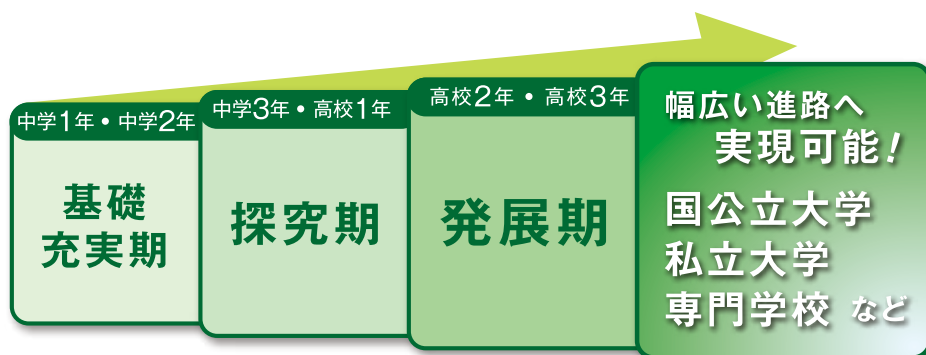 中学1年・中学2年
基礎
充実期
中学3年・高校1年
探究期
高校2年・高校3年
発展期
幅広い進路へ
実現可能!
国公立大学
私立大学
専門学校 など